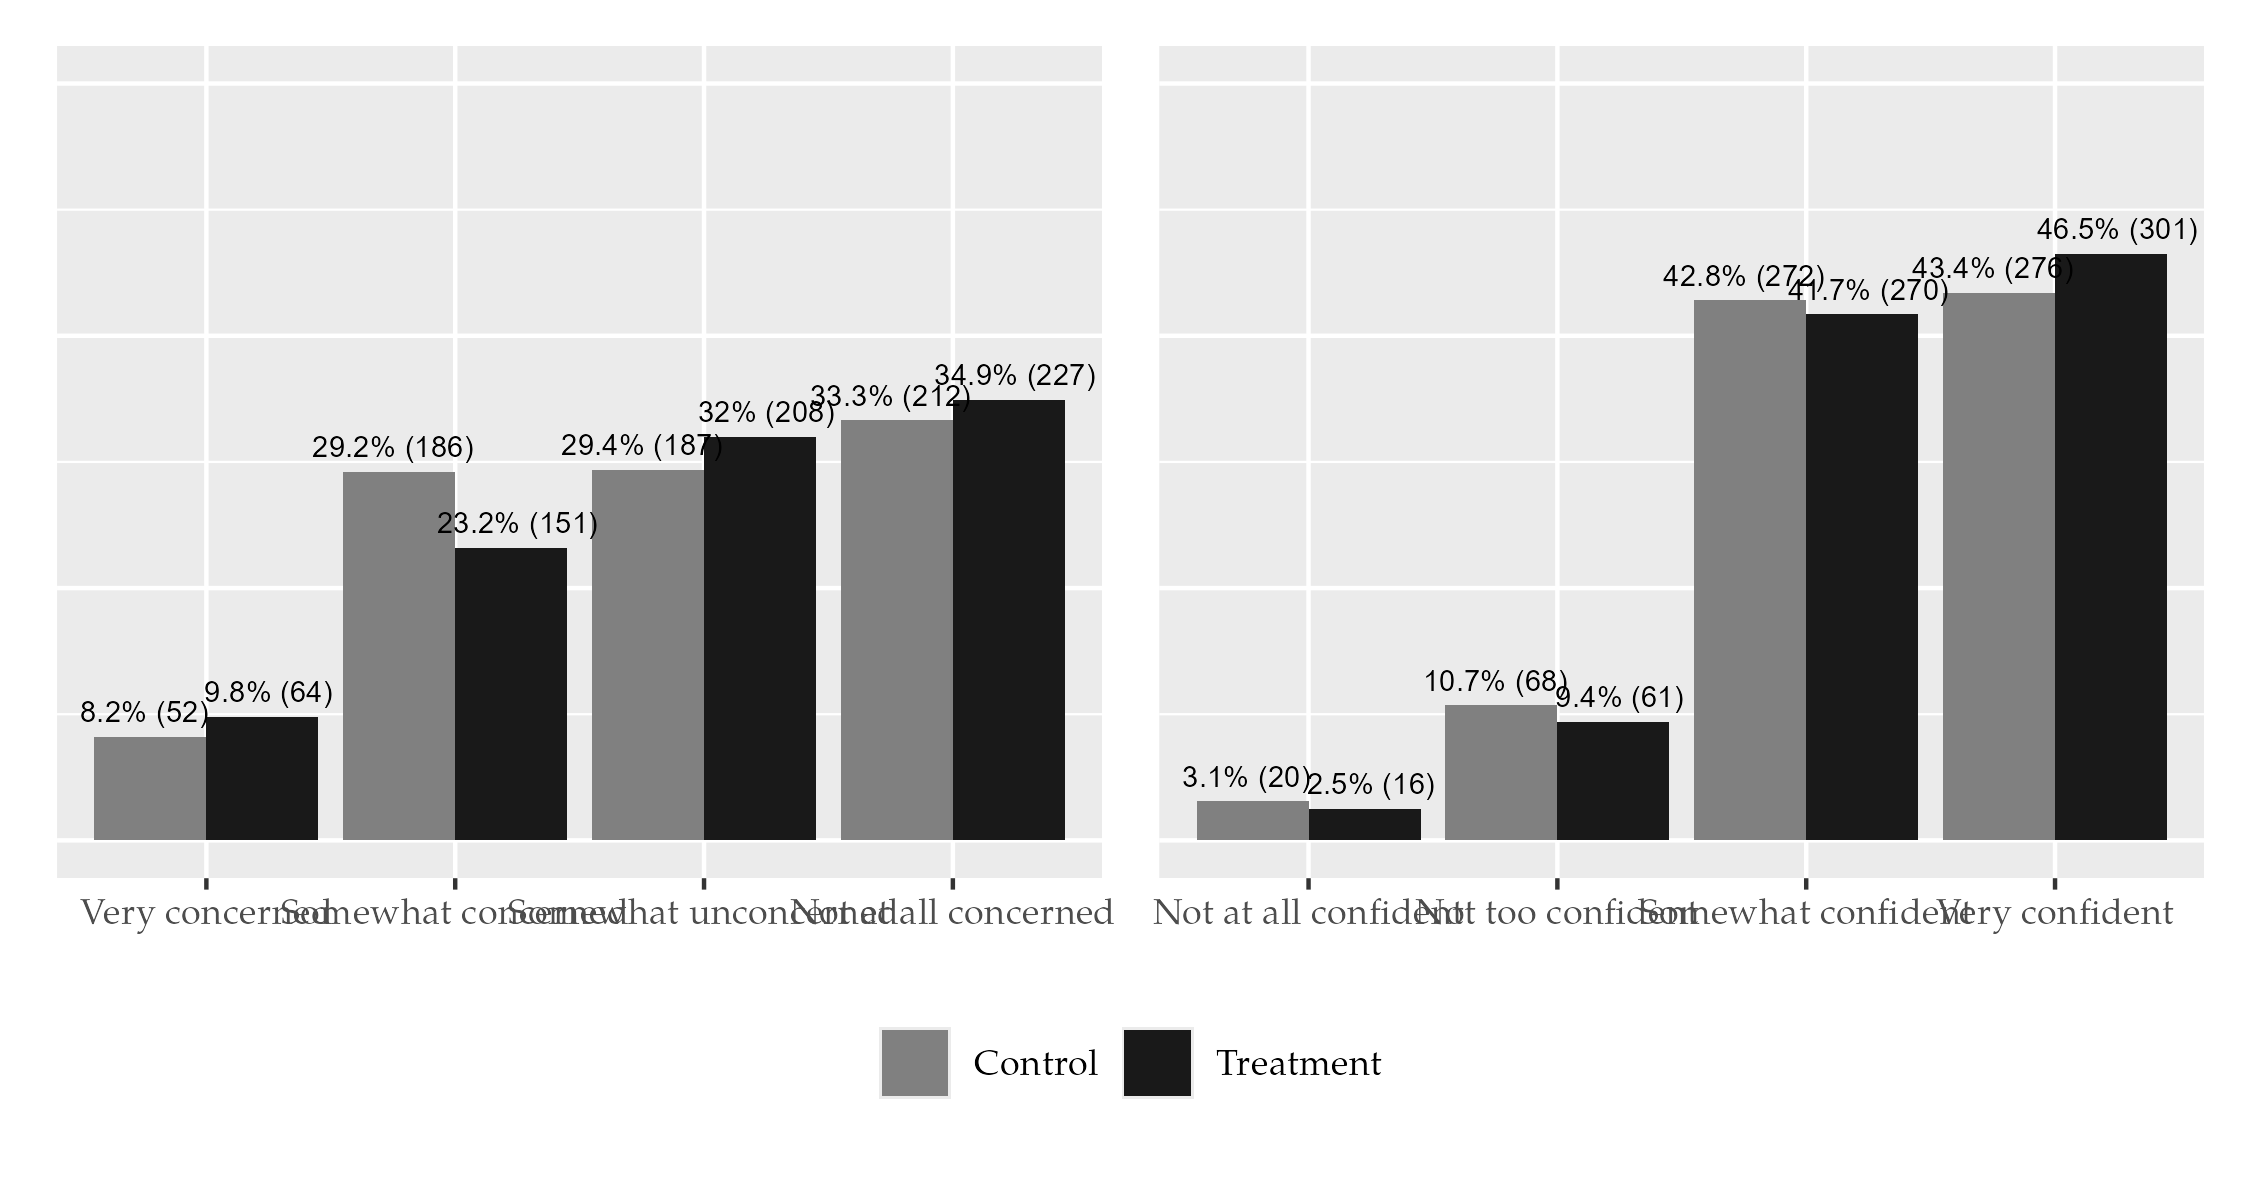 46.5% (301)
43.4% (276)
42.8% (272)
41.7% (270)
34.9% (227)
33.3% (212)
32% (208)
29.4% (187)
29.2% (186)
23.2% (151)
9.8% (64)
8.2% (52)
10.7% (68)
9.4% (61)
3.1% (20)
2.5% (16)
Very concerned
Somewhat concerned
Somewhat unconcerned
Not at all concerned
Not at all confident
Not too confident
Somewhat confident
Very confident
Control
Treatment